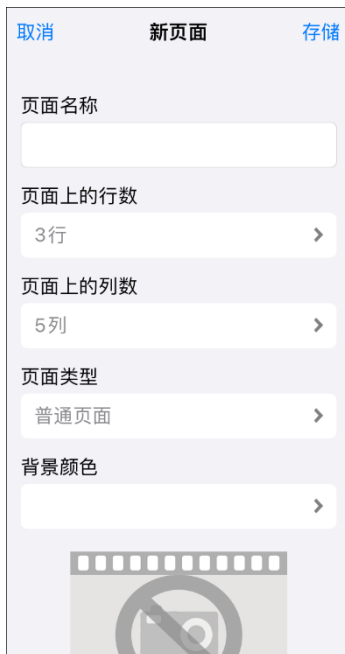 取消 新页面 存储
页面名称
页面上的行数
3行
页面上的列数
5列
页面类型
普通页面
背景颜色